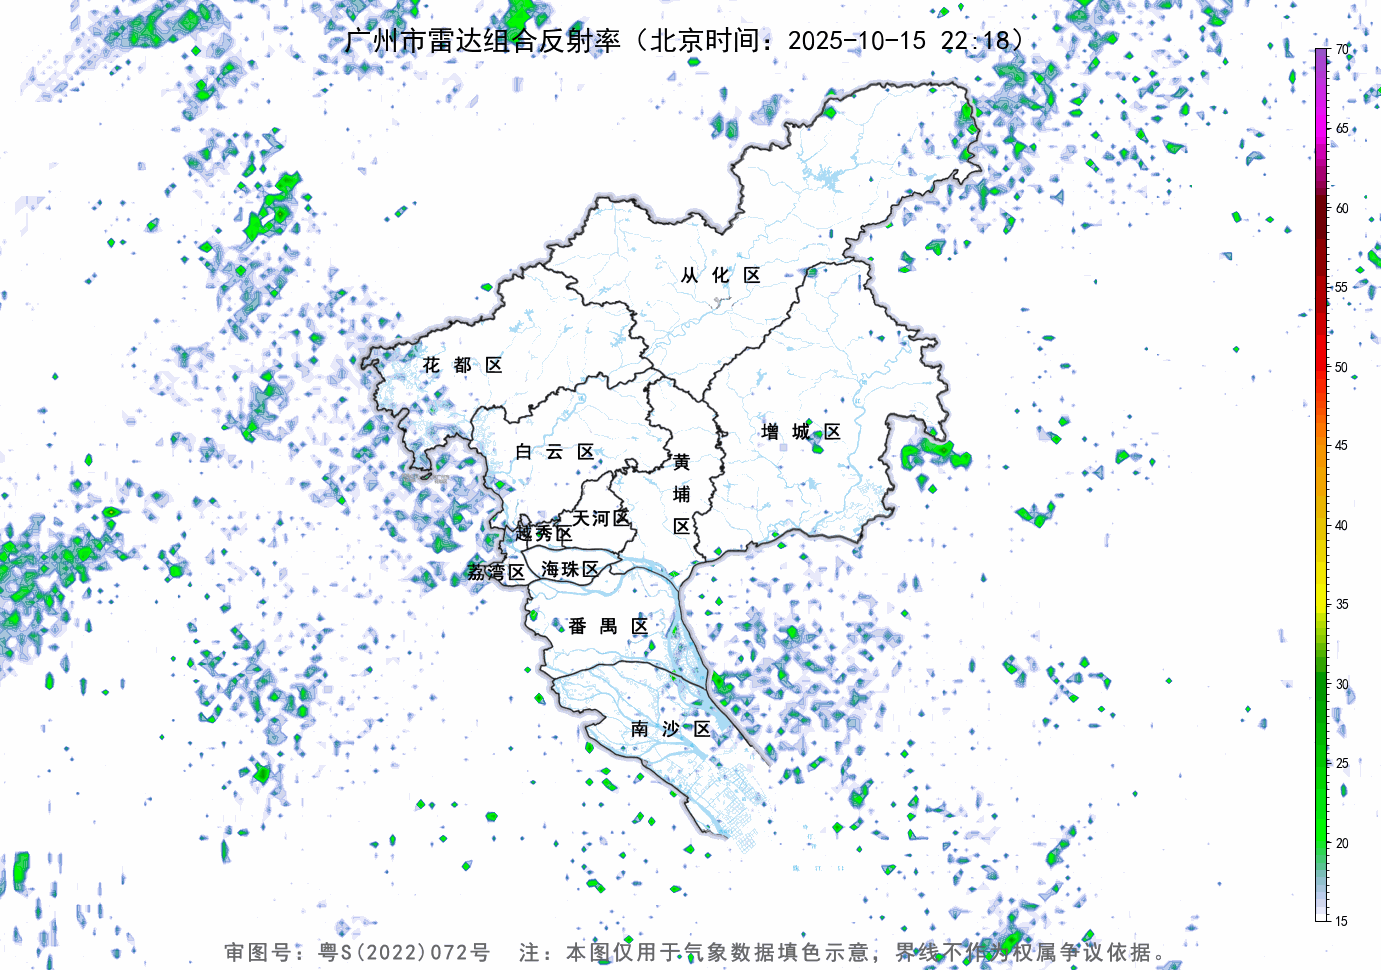 广州市雷达组合反射率（北京时间：2025-10-15 22:18）
70
65
60
55
50
45
40
35
30
25
20
15
从化区
花都区
增城区
白云区
黄埔区
天河区
越秀区
海珠区
荔湾区
番禺区
南沙区
审图号：粤S(2022)072号 注：本图仅用于气象数据填色示意，界线不作为权属争议依据。